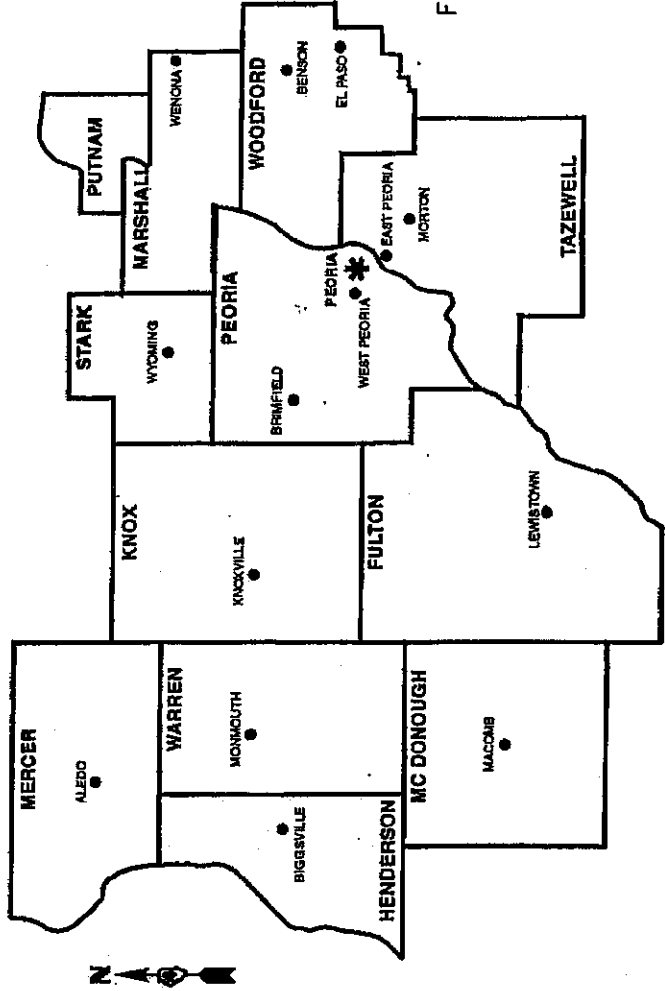 F
PUTNAM
WENONA
MARSHALL
WOODFORD
BENSON
EL PASO
STARK
WYOMING
PEORIA
PEORIA
EAST PEORIA
MORTON
BRIMFIELD
WEST PEORIA
TAZEWELL
KNOX
KNOXVILLE
FULTON
LEWISTOWN
MERCER
ALEDO
WARREN
MONMOUTH
MC DONOUGH
MACOMB
BIGGSVILLE
HENDERSON
N